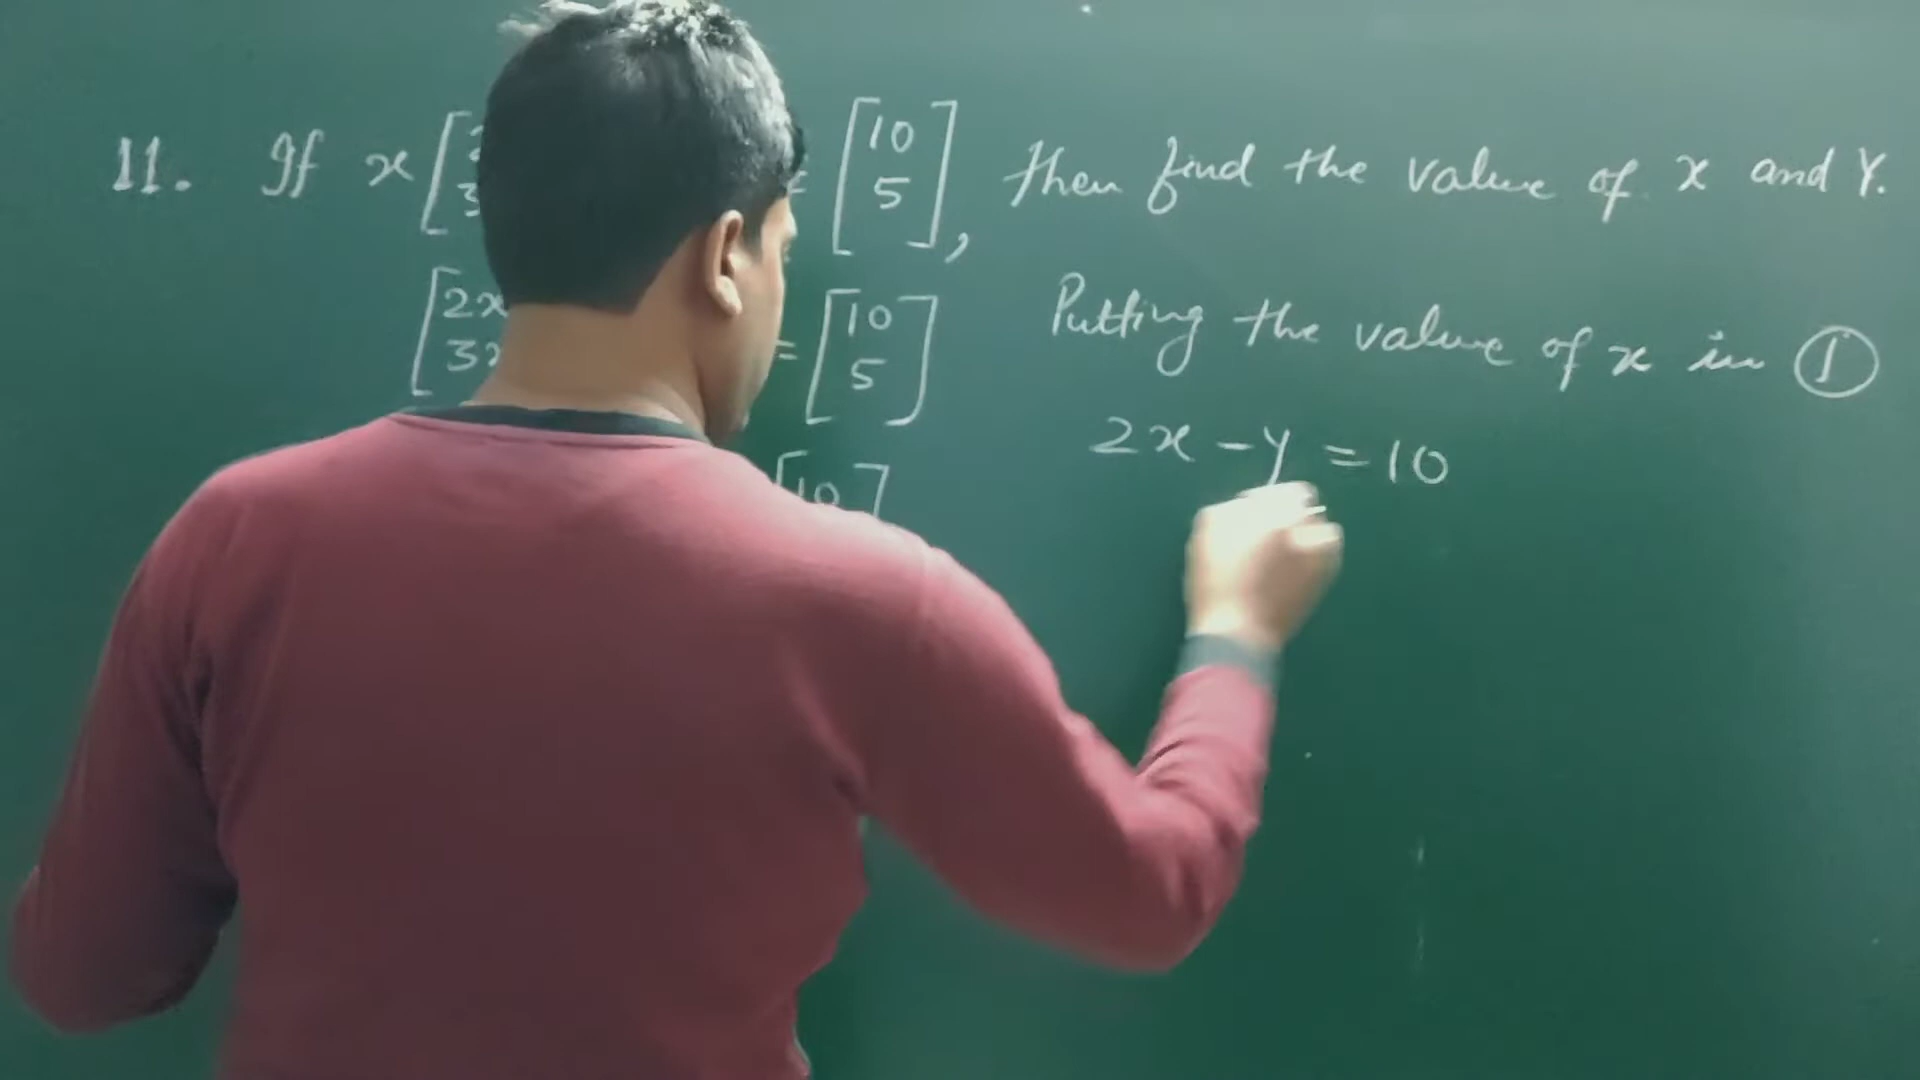 11. If x [ = [10 5], then find the value of x and Y.
[2x 3x = [10 5]
[10 ]
Putting the value of x in ①
2x - y = 10